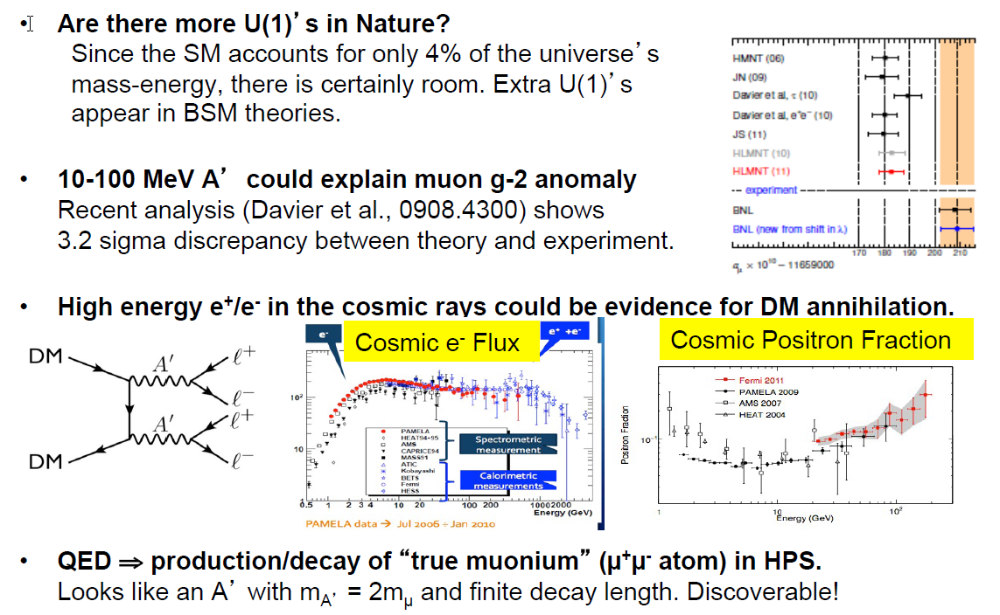 • Are there more U(1)’s in Nature?
Since the SM accounts for only 4% of the universe’s
mass-energy, there is certainly room. Extra U(1)’s
appear in BSM theories.
HMNT (06)
JN (09)
Davier et al, τ (10)
Davier et al, e⁺e⁻ (10)
JS (11)
HLMNT (10)
HLMNT (11)
experiment
BNL
BNL (new from shift in λ)
170 180 190 200 210
aμ × 10¹⁰ – 11659000
• 10-100 MeV A’ could explain muon g-2 anomaly
Recent analysis (Davier et al., 0908.4300) shows
3.2 sigma discrepancy between theory and experiment.
• High energy e⁺/e⁻ in the cosmic rays could be evidence for DM annihilation.
DM
A′
ℓ+
ℓ−
A′
ℓ+
DM
ℓ−
e⁻
Cosmic e⁻ Flux
e⁺ +e⁻
10²
10
1
PAMELA
HEAT94+95
AMS
CAPRICE94
MASS91
ATIC
Kobayashi
BETS
Fermi
HESS
Spectrometric
measurement
Calorimetric
measurements
0.5 1 2 3 4 10 20 100 200 1000 2000
Energy (GeV)
PAMELA data → Jul 2006 ÷ Jan 2010
Cosmic Positron Fraction
Fermi 2011
PAMELA 2009
AMS 2007
HEAT 2004
Positron Fraction
10⁻¹
1 10 10²
Energy (GeV)
• QED ⇒ production/decay of “true muonium” (μ⁺μ⁻ atom) in HPS.
Looks like an A’ with mA’ = 2mμ and finite decay length. Discoverable!